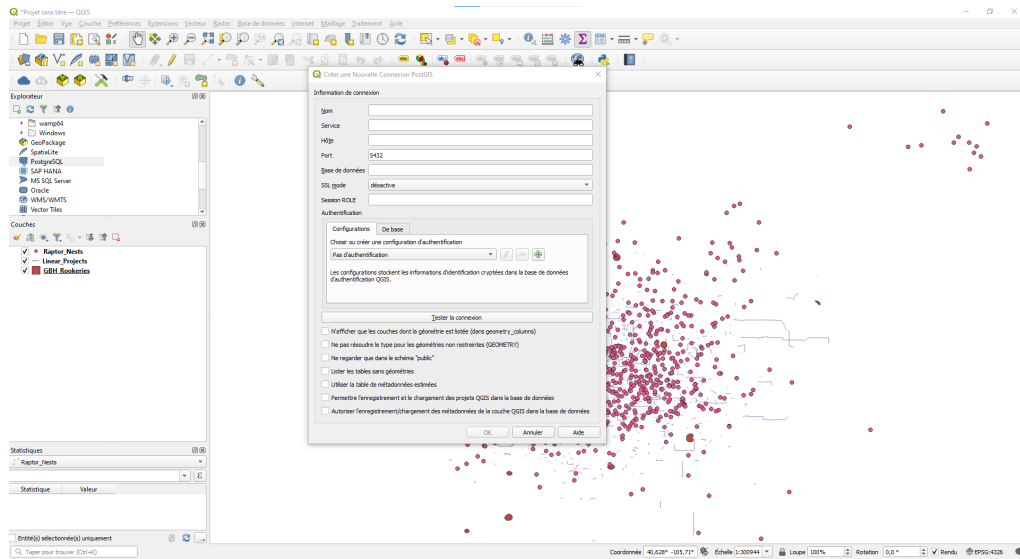 *Projet sans titre — QGIS
Projet Éditer Vue Couche Préférences Extensions Vecteur Raster Base de données Internet Maillage Traitement Aide
Explorateur
wamp64
Windows
GeoPackage
SpatiaLite
PostgreSQL
SAP HANA
MS SQL Server
Oracle
WMS/WMTS
Vector Tiles
Couches
Raptor_Nests
Linear_Projects
GBH_Rookeries
Statistiques
Raptor_Nests
ε
Statistique Valeur
Entité(s) sélectionnée(s) uniquement
Créer une Nouvelle Connexion PostGIS
Information de connexion
Nom
Service
Hôte
Port 5432
Base de données
SSL mode désactive
Session ROLE
Authentification
Configurations De base
Choisir ou créer une configuration d'authentification
Pas d'authentification
Les configurations stockent les informations d'identification cryptées dans la base de données
d'authentification QGIS.
Tester la connexion
N'afficher que les couches dont la géométrie est listée (dans geometry_columns)
Ne pas résoudre le type pour les géométries non restreintes (GEOMETRY)
Ne regarder que dans le schéma "public"
Lister les tables sans géométries
Utiliser la table de métadonnées estimées
Permettre l'enregistrement et le chargement des projets QGIS dans la base de données
Autoriser l'enregistrement/chargement des métadonnées de la couche QGIS dans la base de données
OK Annuler Aide
Taper pour trouver (Ctrl+K)
Coordonnée 40,628° -105,71° Échelle 1:300944 Loupe 100% Rotation 0,0 ° Rendu EPSG:4326